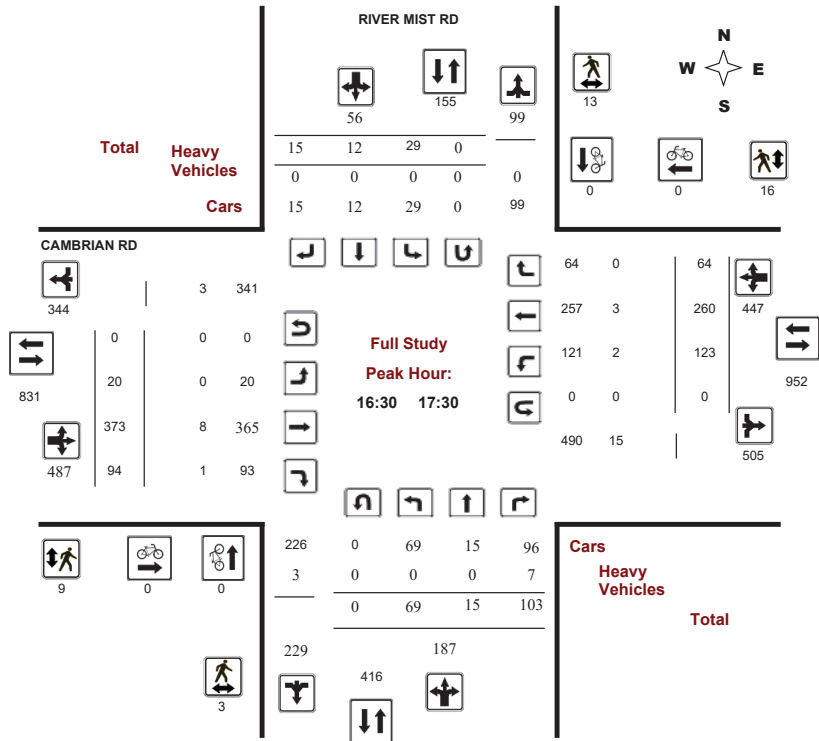 RIVER MIST RD
N
W E
S
155
13
56 99
Total Heavy Vehicles
15 12 29 0
0 0 0 0 0
Cars 15 12 29 0 99
0 0 16
CAMBRIAN RD
344
3 341
64 0 64
447
0 0 0
257 3 260
831
Full Study
Peak Hour:
16:30 17:30
20 0 20
121 2 123
952
373 8 365
0 0 0
487
94 1 93
490 15
505
226 0 69 15 96 Cars
3 0 0 0 7 Heavy Vehicles
0 69 15 103 Total
9 0 0
229 187
416
3